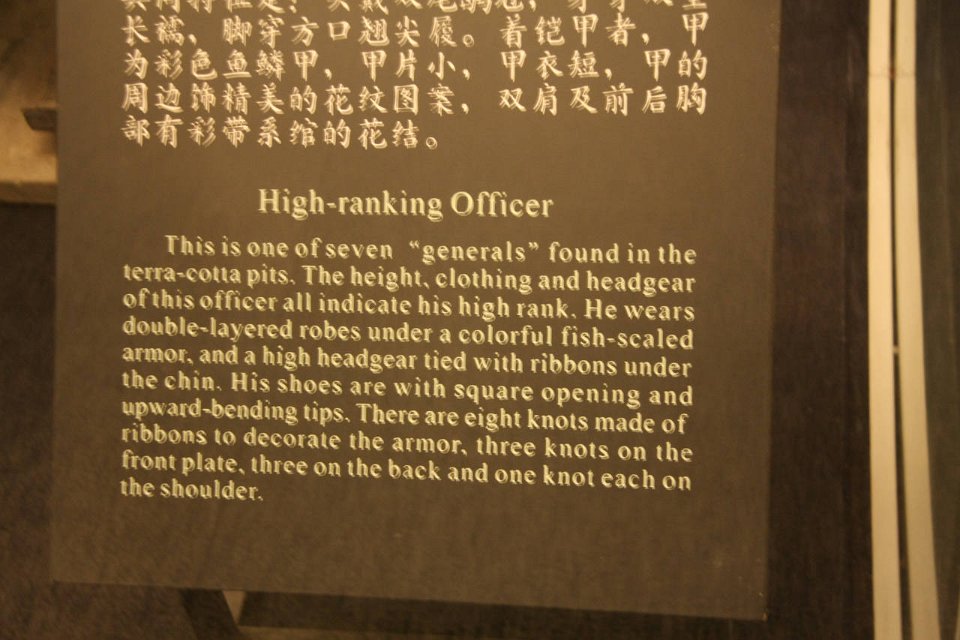 长襦，脚穿方口翘尖履。着铠甲者，甲
为彩色鱼鳞甲，甲片小，甲衣短，甲的
周边饰精美的花纹图案，双肩及前后胸
部有彩带系绾的花结。
High-ranking Officer
This is one of seven “generals” found in the
terra-cotta pits. The height, clothing and headgear
of this officer all indicate his high rank. He wears
double-layered robes under a colorful fish-scaled
armor, and a high headgear tied with ribbons under
the chin. His shoes are with square opening and
upward-bending tips. There are eight knots made of
ribbons to decorate the armor, three knots on the
front plate, three on the back and one knot each on
the shoulder.